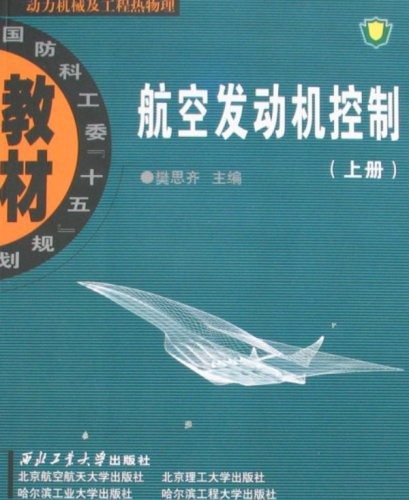 动力机械及工程热物理
国防科工委“十五”规划
教材
航空发动机控制
（上册）
●樊思齐 主编
西北工业大学出版社
北京航空航天大学出版社 北京理工大学出版社
哈尔滨工业大学出版社 哈尔滨工程大学出版社